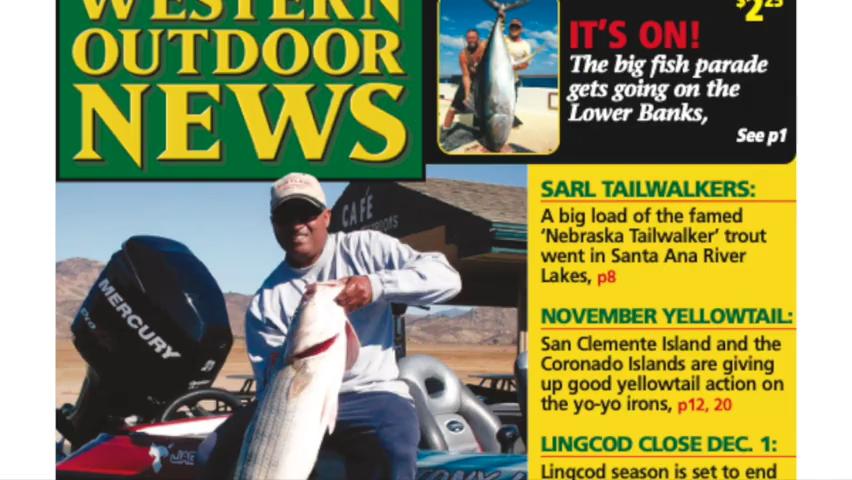 WESTERN
OUTDOOR
NEWS
$2.25
IT'S ON!
The big fish parade
gets going on the
Lower Banks,
See p1
SARL TAILWALKERS:
A big load of the famed
'Nebraska Tailwalker' trout
went in Santa Ana River
Lakes, p8
NOVEMBER YELLOWTAIL:
San Clemente Island and the
Coronado Islands are giving
up good yellowtail action on
the yo-yo irons, p12, 20
LINGCOD CLOSE DEC. 1:
Lingcod season is set to end
CAFÉ
MERCURY
Pro